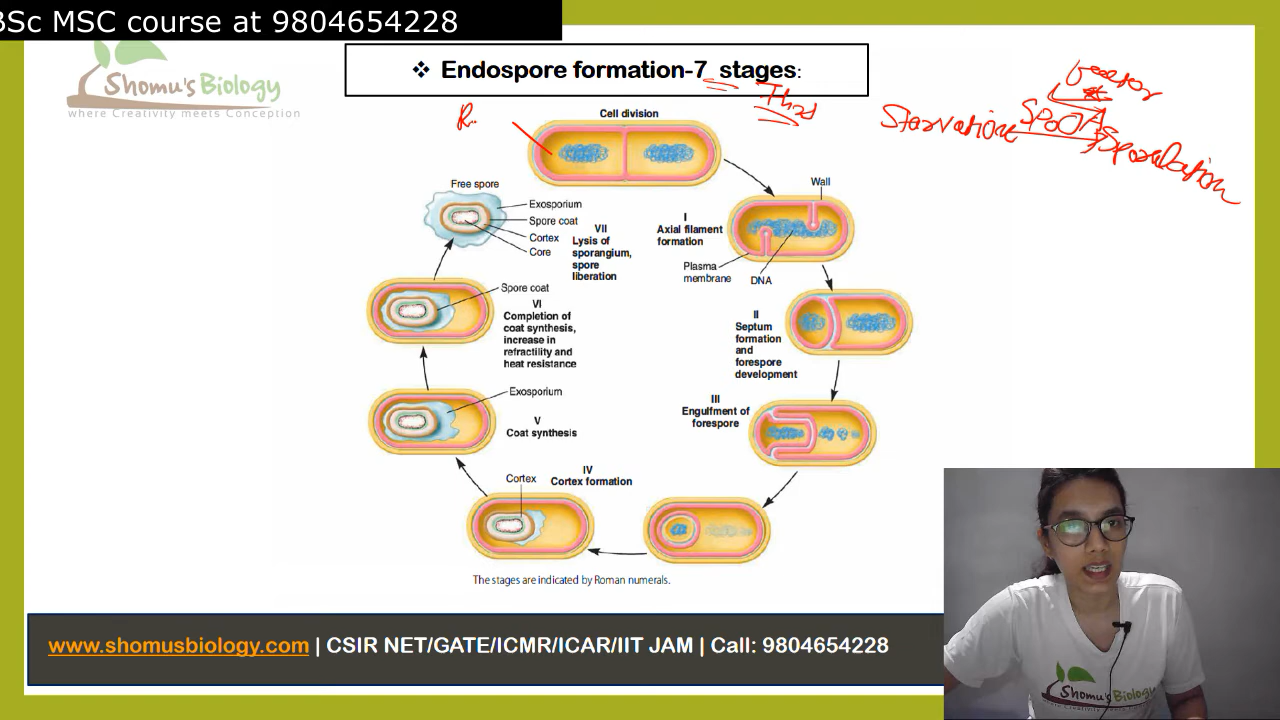 BSc MSC course at 9804654228
Shomu's Biology
where Creativity meets Conception
❖ Endospore formation-7 stages:
Starvation
Spo0A
Sporulation
R.
Cell division
Wall
I
Axial filament
formation
Plasma
membrane
DNA
II
Septum
formation
and
forespore
development
III
Engulfment of
forespore
IV
Cortex formation
Cortex
V
Coat synthesis
Exosporium
VI
Completion of
coat synthesis,
increase in
refractility and
heat resistance
Spore coat
VII
Lysis of
sporangium,
spore
liberation
Free spore
Exosporium
Spore coat
Cortex
Core
The stages are indicated by Roman numerals.
www.shomusbiology.com | CSIR NET/GATE/ICMR/ICAR/IIT JAM | Call: 9804654228
Shomu's Biology